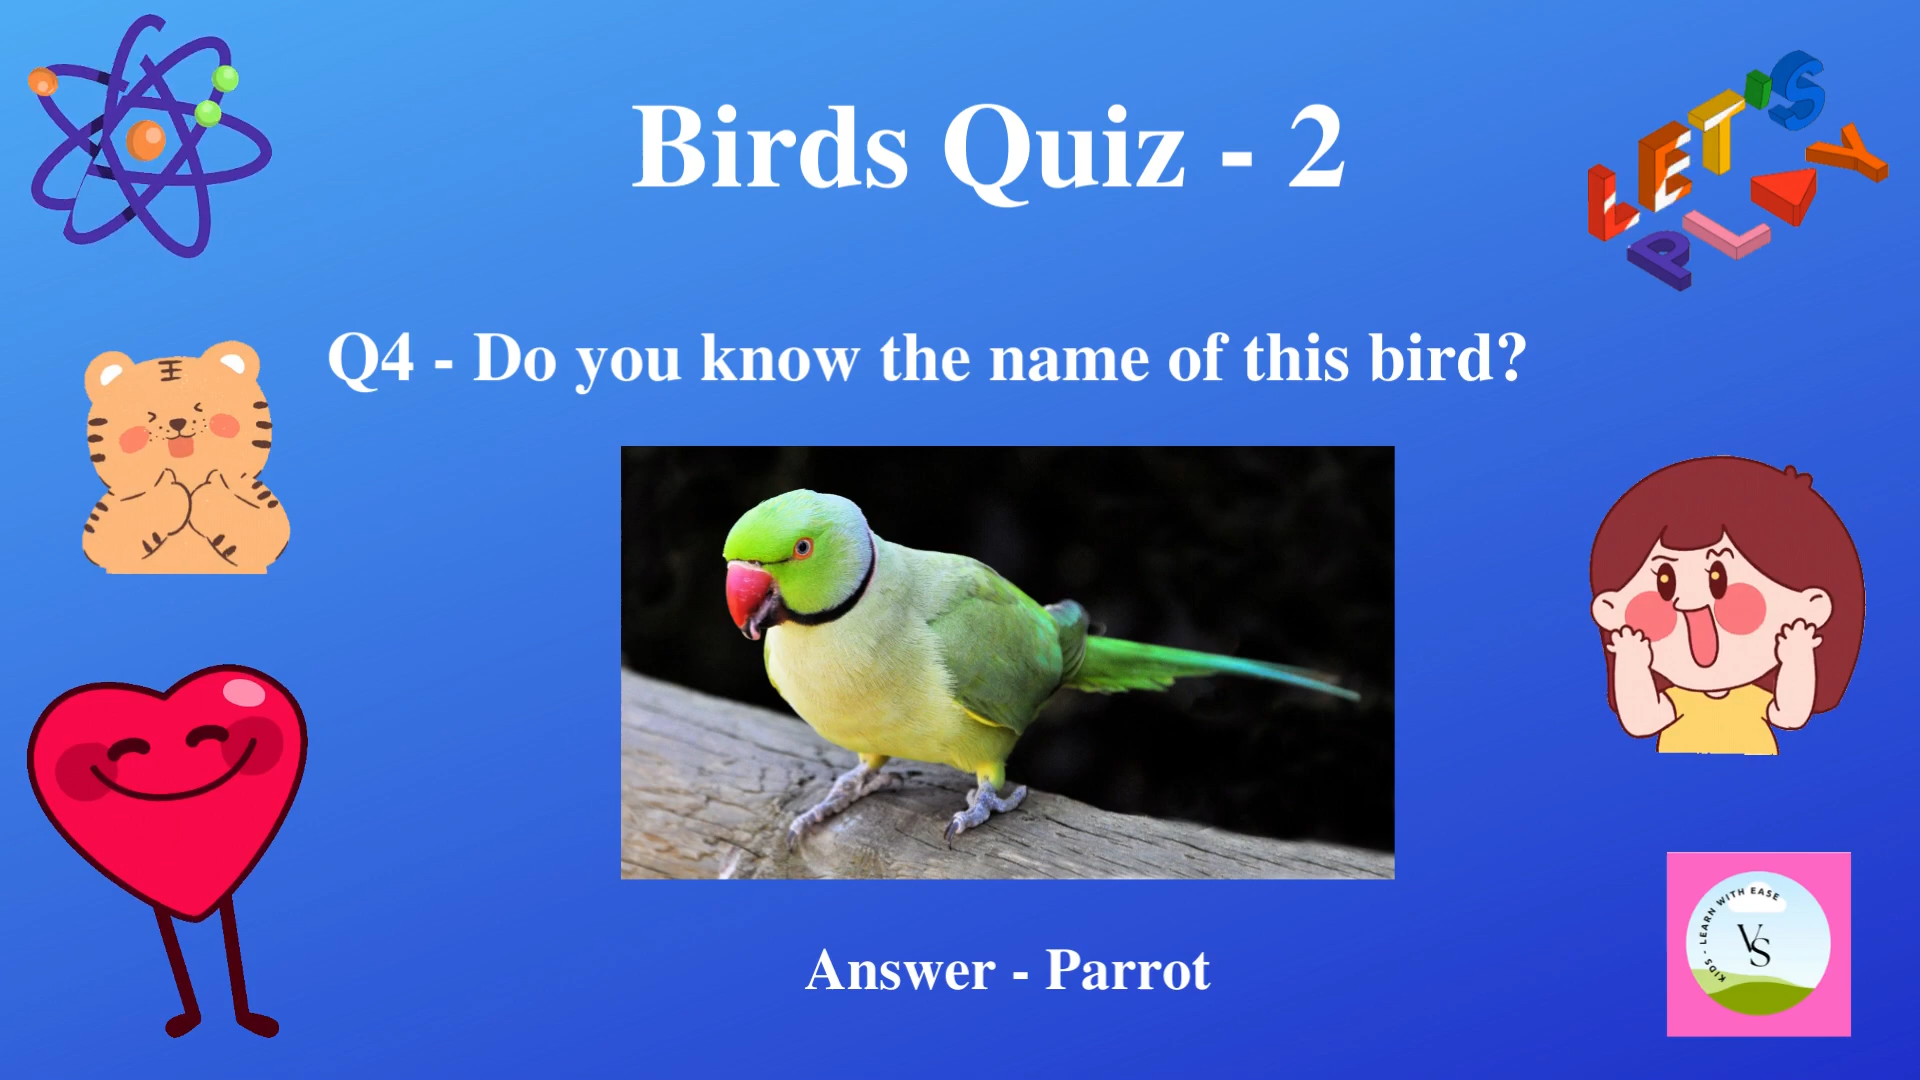 Birds Quiz - 2
LET'S
PLAY
Q4 - Do you know the name of this bird?
Answer - Parrot
KIDS - LEARN WITH EASE
VS